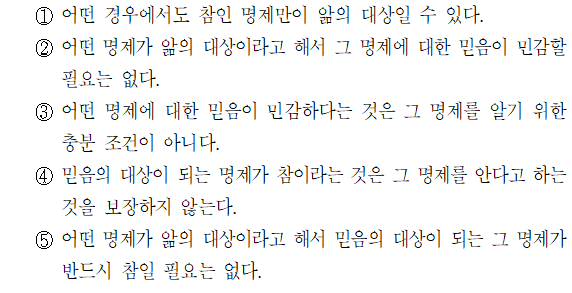 ① 어떤 경우에서도 참인 명제만이 앎의 대상일 수 있다.
② 어떤 명제가 앎의 대상이라고 해서 그 명제에 대한 믿음이 민감할
필요는 없다.
③ 어떤 명제에 대한 믿음이 민감하다는 것은 그 명제를 알기 위한
충분 조건이 아니다.
④ 믿음의 대상이 되는 명제가 참이라는 것은 그 명제를 안다고 하는
것을 보장하지 않는다.
⑤ 어떤 명제가 앎의 대상이라고 해서 믿음의 대상이 되는 그 명제가
반드시 참일 필요는 없다.